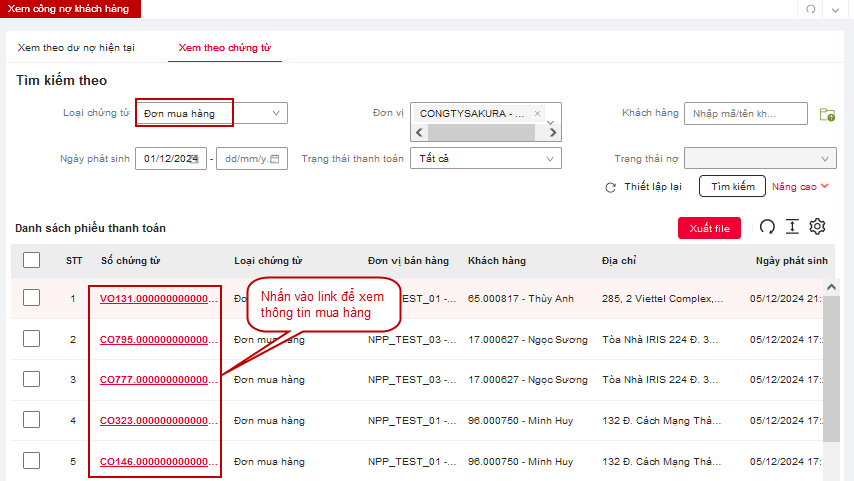 Xem công nợ khách hàng
Xem theo dư nợ hiện tại Xem theo chứng từ
Tìm kiếm theo
Loại chứng từ Đơn mua hàng Đơn vị CONGTYSAKURA - ... × Khách hàng Nhập mã/tên kh...
Ngày phát sinh 01/12/2024 - dd/mm/y. Trạng thái thanh toán Tất cả Trạng thái nợ
Thiết lập lại Tìm kiếm Nâng cao
Danh sách phiếu thanh toán Xuất file
STT Số chứng từ Loại chứng từ Đơn vị bán hàng Khách hàng Địa chỉ Ngày phát sinh
1 VO131.000000000000... Đơ _TEST_01 -... 65.000817 - Thùy Anh 285, 2 Viettel Complex,... 05/12/2024 21:
Nhấn vào link để xem
thông tin mua hàng
2 CO795.000000000000... NPP_TEST_03 -... 17.000627 - Ngọc Sương Tòa Nhà IRIS 224 Đ. 3... 05/12/2024 17:
3 CO777.000000000000... Đơn mua hàng NPP_TEST_03 -... 17.000627 - Ngọc Sương Tòa Nhà IRIS 224 Đ. 3... 05/12/2024 17:
4 CO323.000000000000... Đơn mua hàng NPP_TEST_01 -... 96.000750 - Minh Huy 132 Đ. Cách Mạng Thá... 05/12/2024 17:
5 CO146.000000000000... Đơn mua hàng NPP_TEST_01 -... 96.000750 - Minh Huy 132 Đ. Cách Mạng Thá... 05/12/2024 17: